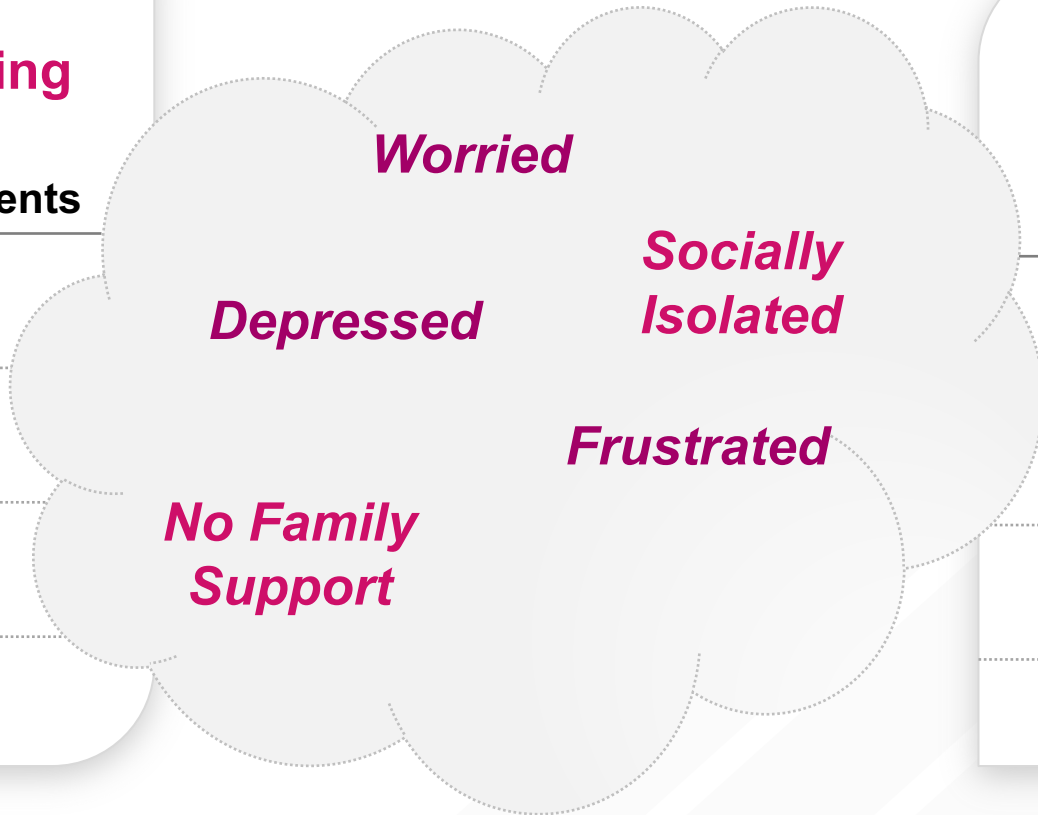 ing
ents
Worried
Socially
Isolated
Depressed
Frustrated
No Family
Support